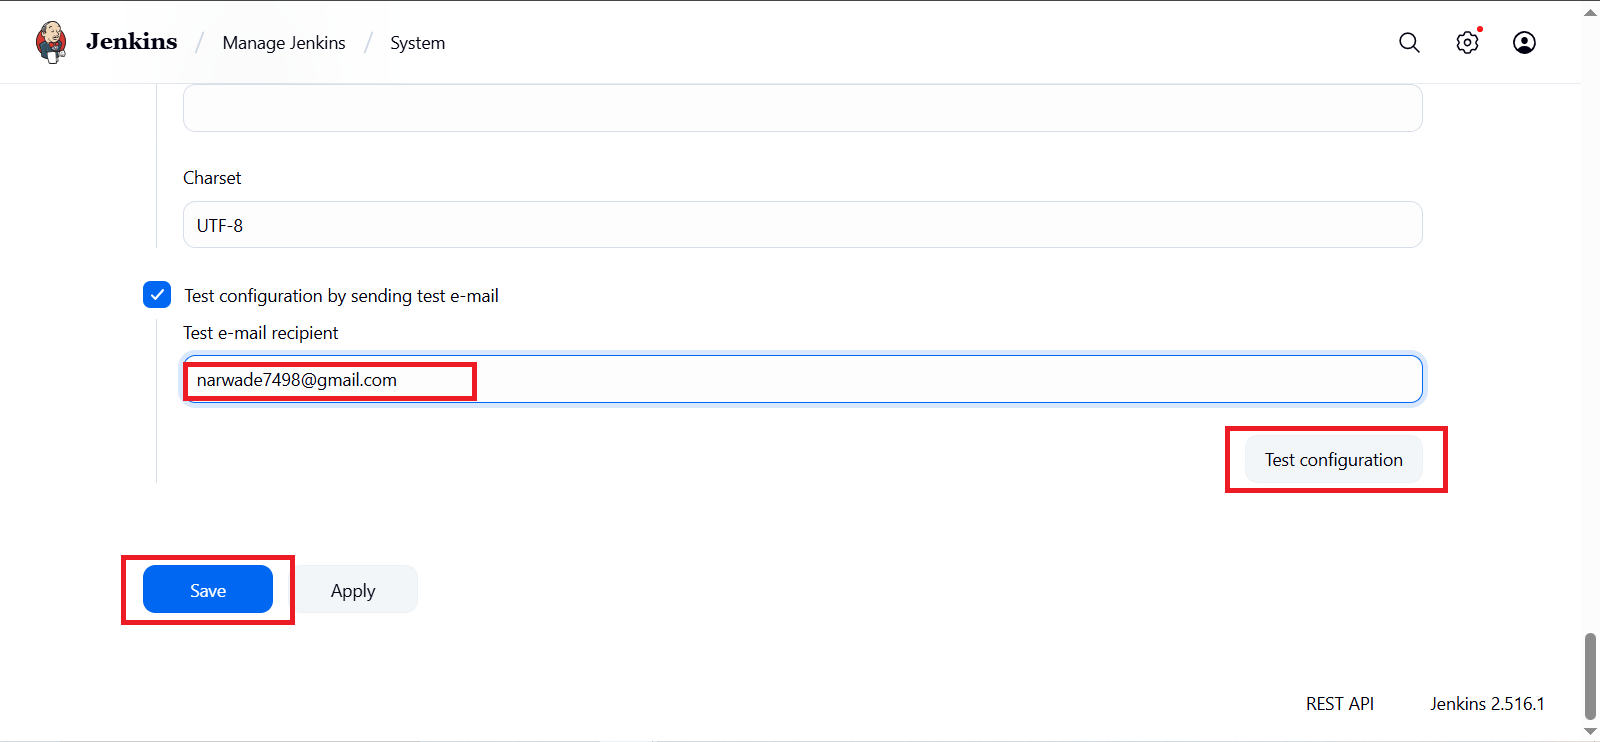 Jenkins / Manage Jenkins / System
Charset
UTF-8
Test configuration by sending test e-mail
Test e-mail recipient
narwade7498@gmail.com
Test configuration
Save Apply
REST API Jenkins 2.516.1